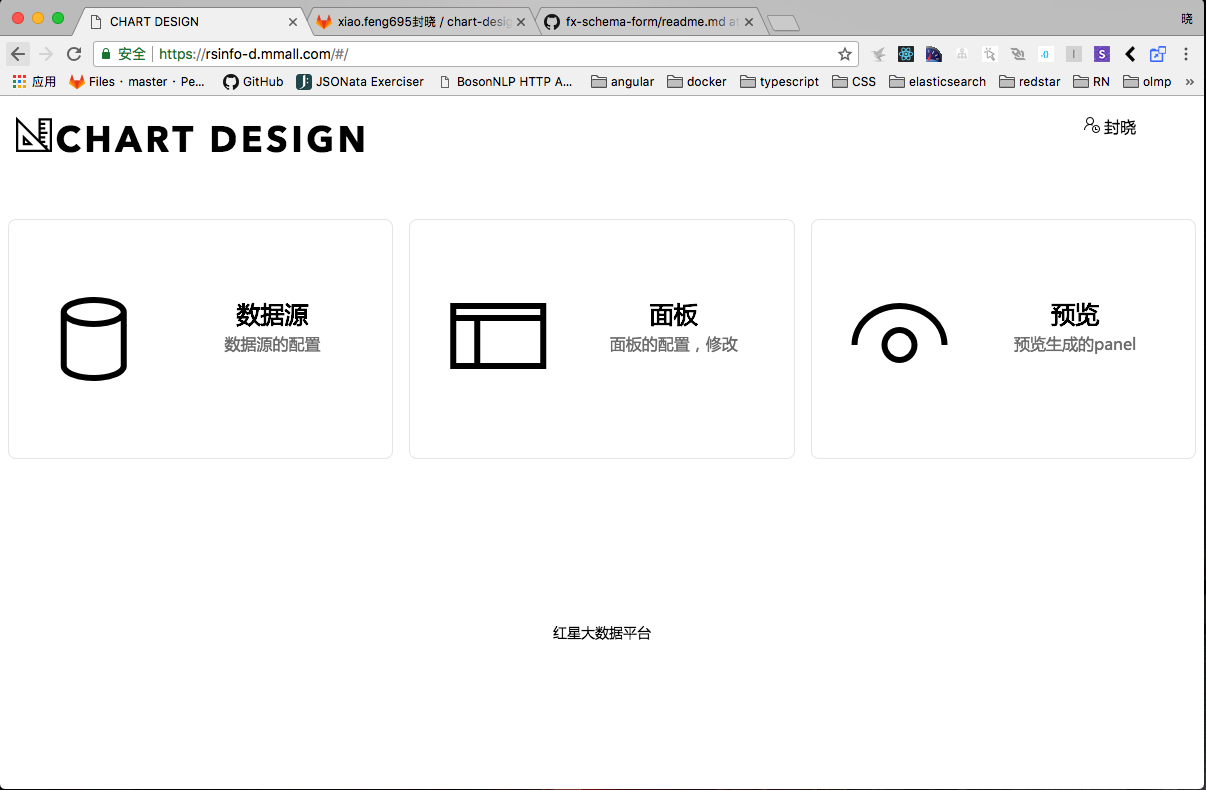 CHART DESIGN
xiao.feng695封晓 / chart-desig
fx-schema-form/readme.md at
晓
安全
https://rsinfo-d.mmall.com/#/
S
应用
Files · master · Pe...
GitHub
JSONata Exerciser
BosonNLP HTTP A...
angular
docker
typescript
CSS
elasticsearch
redstar
RN
olmp
»
CHART DESIGN
封晓
数据源
数据源的配置
面板
面板的配置，修改
预览
预览生成的panel
红星大数据平台